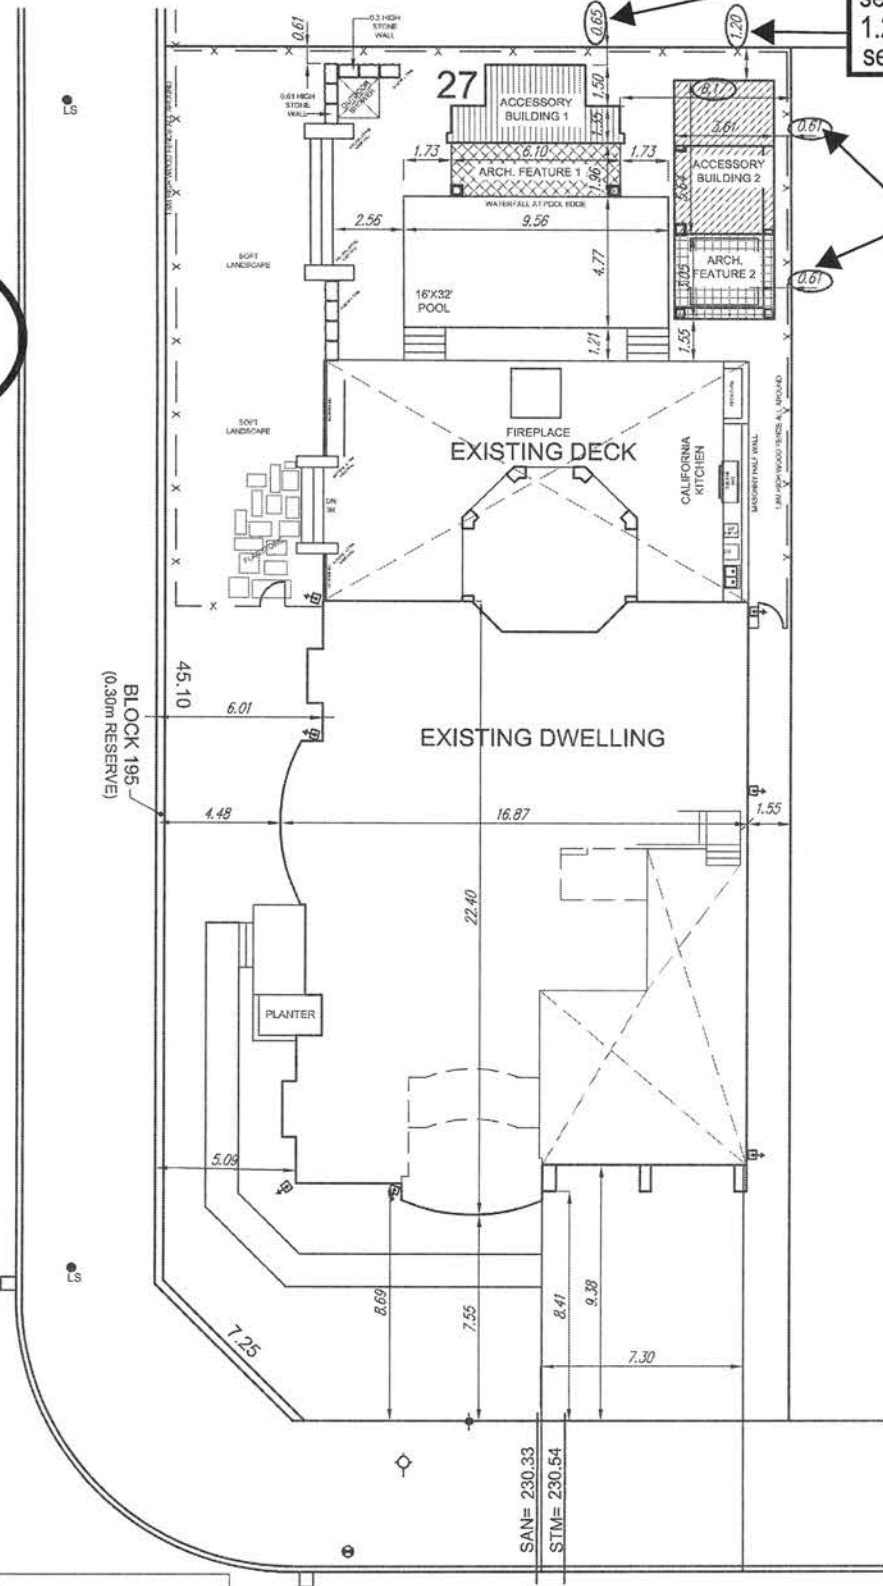 0.61
0.3 HIGH
STONE
WALL
0.65
1.20
1.2
se
LS
0.61 HIGH
STONE
WALL
OUTDOOR
SHOWER
27
1.50
ACCESSORY
BUILDING 1
1.35
3.61
0.61
1.73
6.10
1.73
ACCESSORY
BUILDING 2
ARCH. FEATURE 1
1.96
WATERFALL AT POOL EDGE
2.56
9.56
SOFT
LANDSCAPE
4.77
ARCH.
FEATURE 2
3.05
0.61
16'X32'
POOL
1.21
1.55
SOFT
LANDSCAPE
FIREPLACE
EXISTING DECK
CALIFORNIA
KITCHEN
MASONRY HALF WALL
DN
3R
45.10
BLOCK 195
(0.30m RESERVE)
6.01
EXISTING DWELLING
4.48
16.87
1.55
22.40
PLANTER
5.09
LS
8.69
7.55
8.41
9.38
7.25
7.30
SAN= 230.33
STM= 230.54